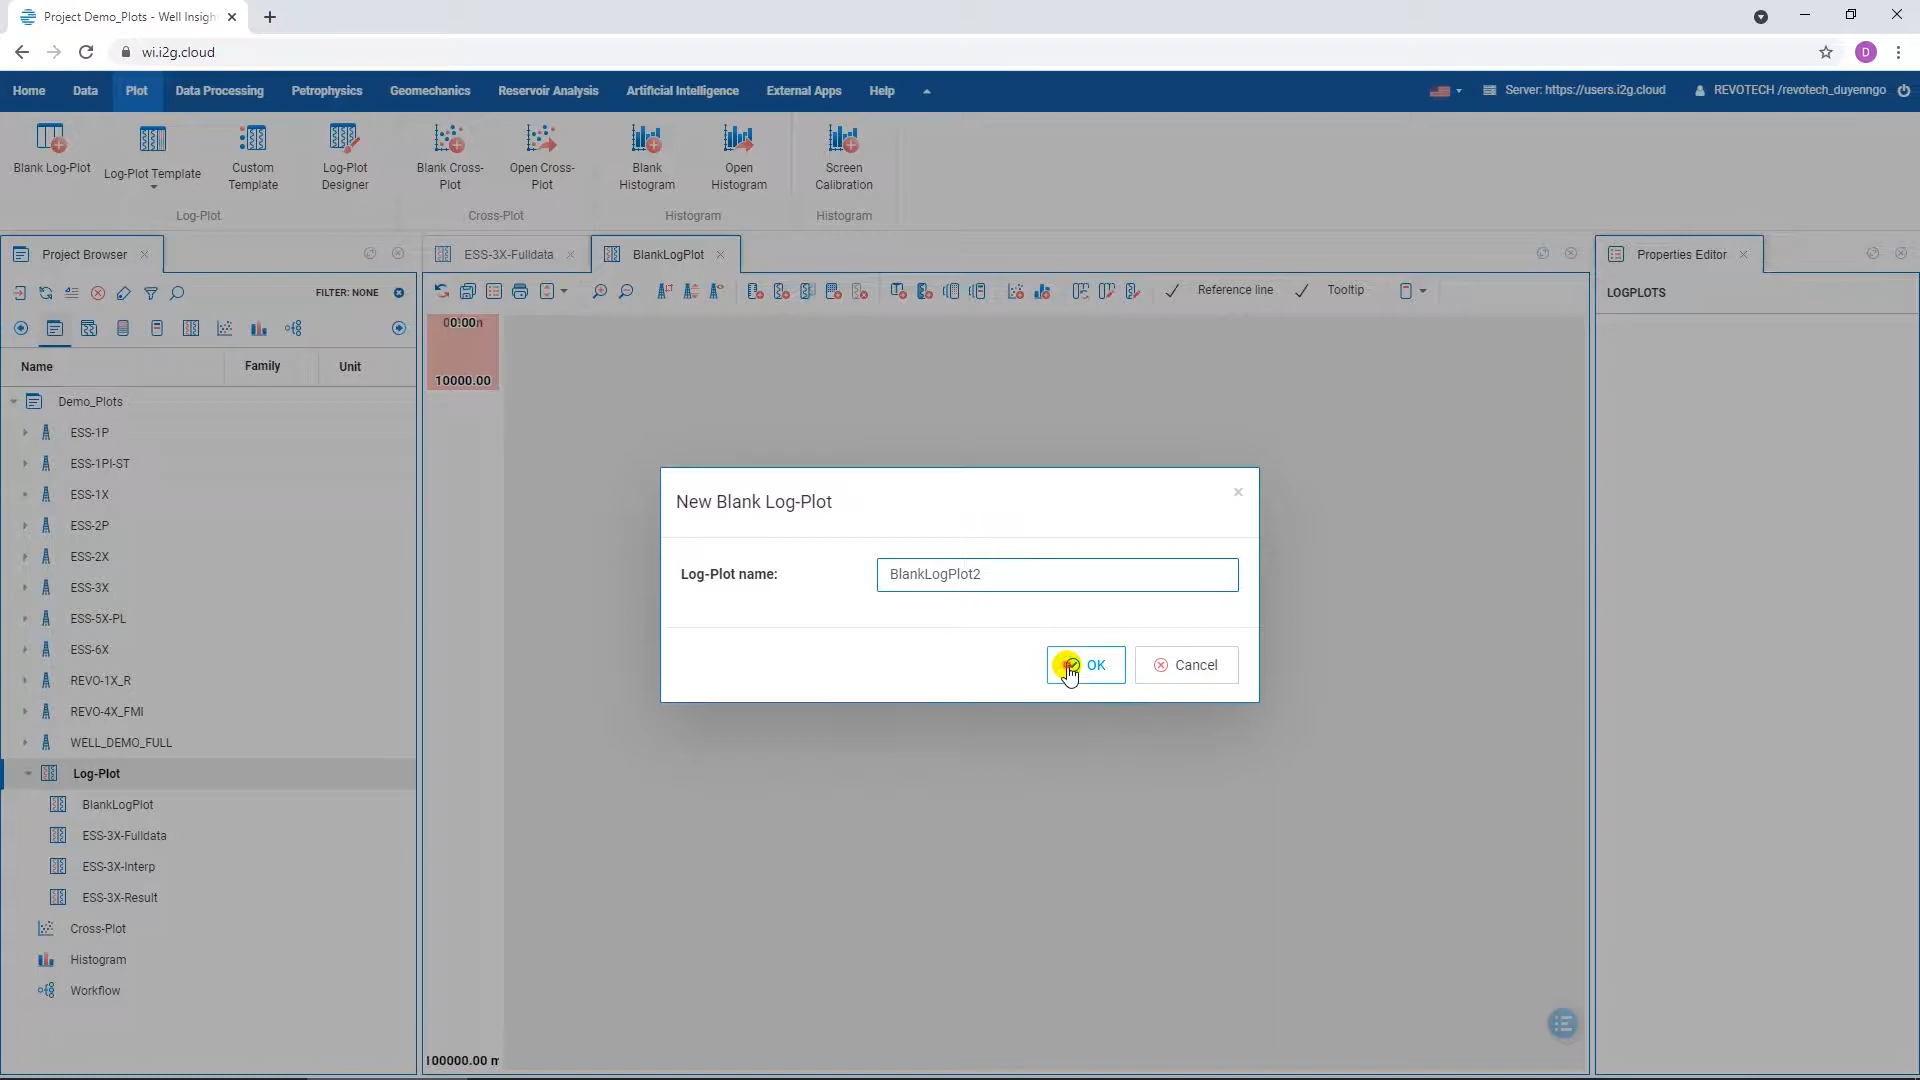 Project Demo_Plots - Well Insigh
wi.i2g.cloud
D
Home Data Plot Data Processing Petrophysics Geomechanics Reservoir Analysis Artificial Intelligence External Apps Help
Server: https://users.i2g.cloud REVOTECH /revotech_duyenngo
Blank Log-Plot
Log-Plot Template
Custom Template
Log-Plot Designer
Blank Cross-Plot
Open Cross-Plot
Blank Histogram
Open Histogram
Screen Calibration
Log-Plot Cross-Plot Histogram Histogram
Project Browser
ESS-3X-Fulldata
BlankLogPlot
Properties Editor
FILTER: NONE
Reference line
Tooltip
LOGPLOTS
10000.00
Name Family Unit
Demo_Plots
ESS-1P
ESS-1PI-ST
ESS-1X
ESS-2P
ESS-2X
ESS-3X
ESS-5X-PL
ESS-6X
REVO-1X_R
REVO-4X_FMI
WELL_DEMO_FULL
Log-Plot
BlankLogPlot
ESS-3X-Fulldata
ESS-3X-Interp
ESS-3X-Result
Cross-Plot
Histogram
Workflow
100000.00 m
New Blank Log-Plot
Log-Plot name: BlankLogPlot2
OK Cancel